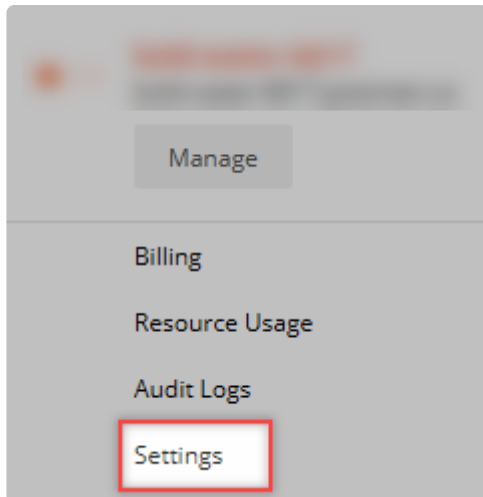 Manage
Billing
Resource Usage
Audit Logs
Settings